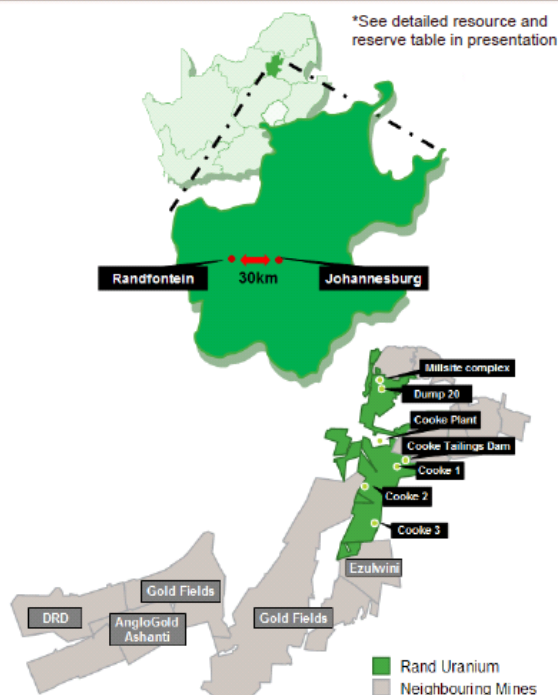 *See detailed resource and
reserve table in presentation
Randfontein
30km
Johannesburg
Millsite complex
Dump 20
Cooke Plant
Cooke Tailings Dam
Cooke 1
Cooke 2
Cooke 3
Ezulwini
Gold Fields
DRD
AngloGold
Ashanti
Gold Fields
Rand Uranium
Neighbouring Mines